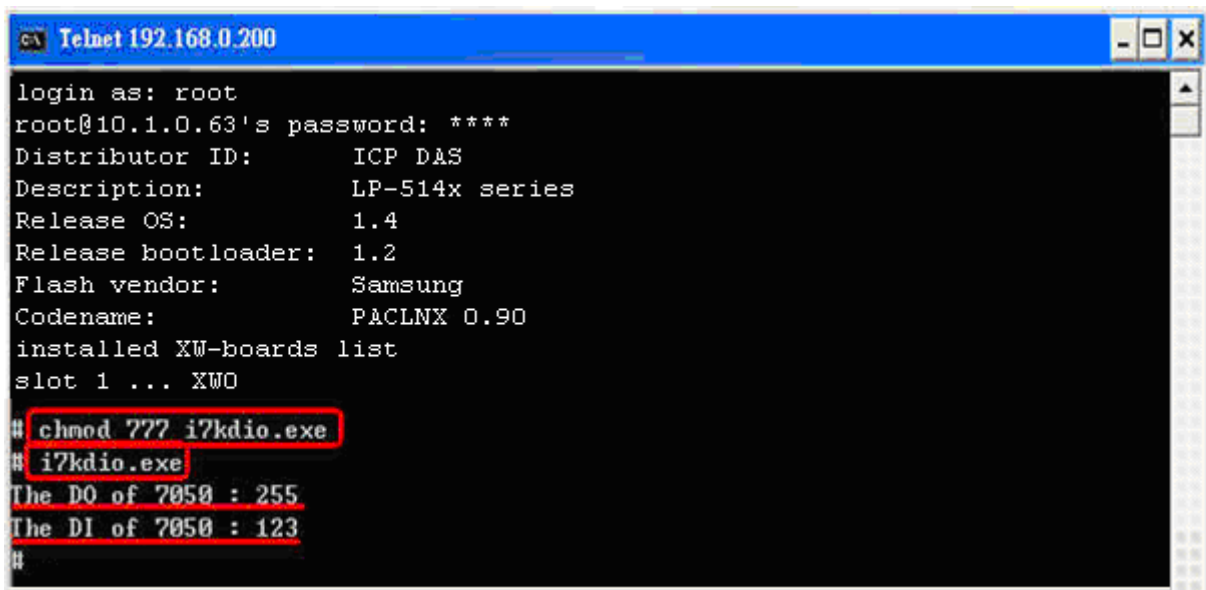 Telnet 192.168.0.200
login as: root
root@10.1.0.63's password: ****
Distributor ID: ICP DAS
Description: LP-514x series
Release OS: 1.4
Release bootloader: 1.2
Flash vendor: Samsung
Codename: PACLNX 0.90
installed XW-boards list
slot 1 ... XWO
# chmod 777 i7kdio.exe
# i7kdio.exe
The DO of 7050 : 255
The DI of 7050 : 123
#